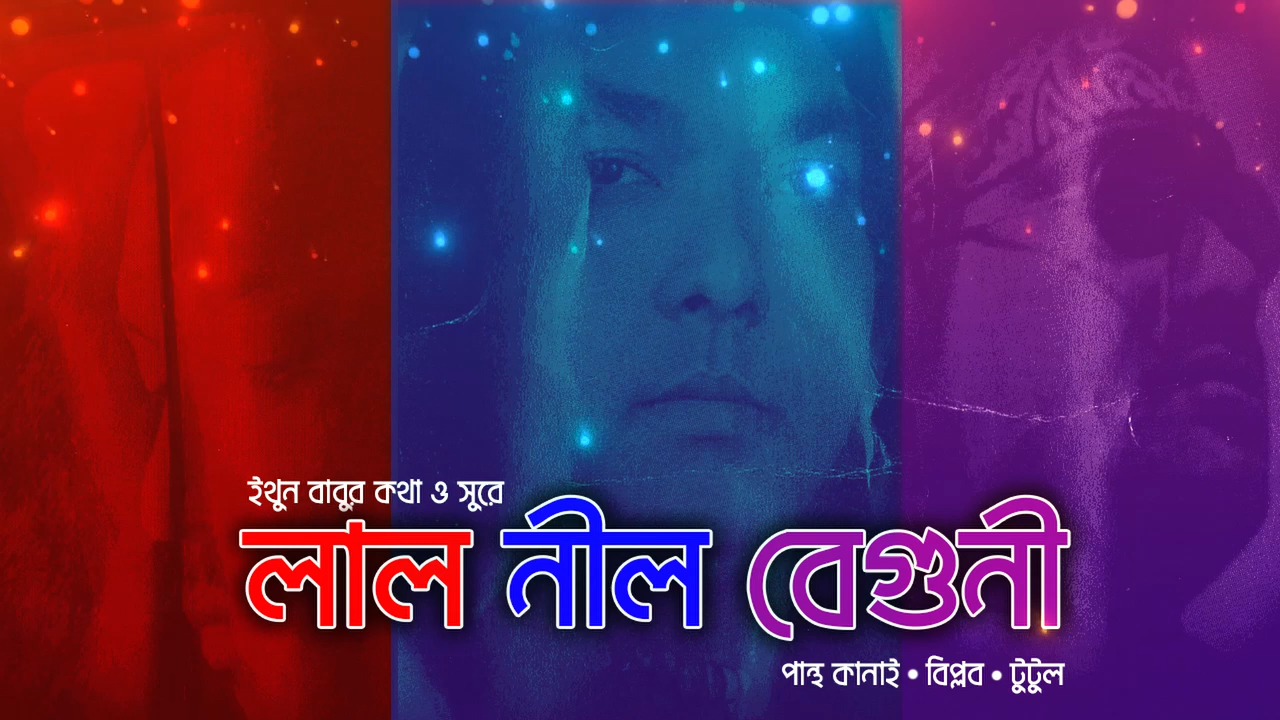 ইথুন বাবুর কথা ও সুরে
লাল নীল বেগুনী
পান্থ কানাই • বিপ্লব • টুটুল